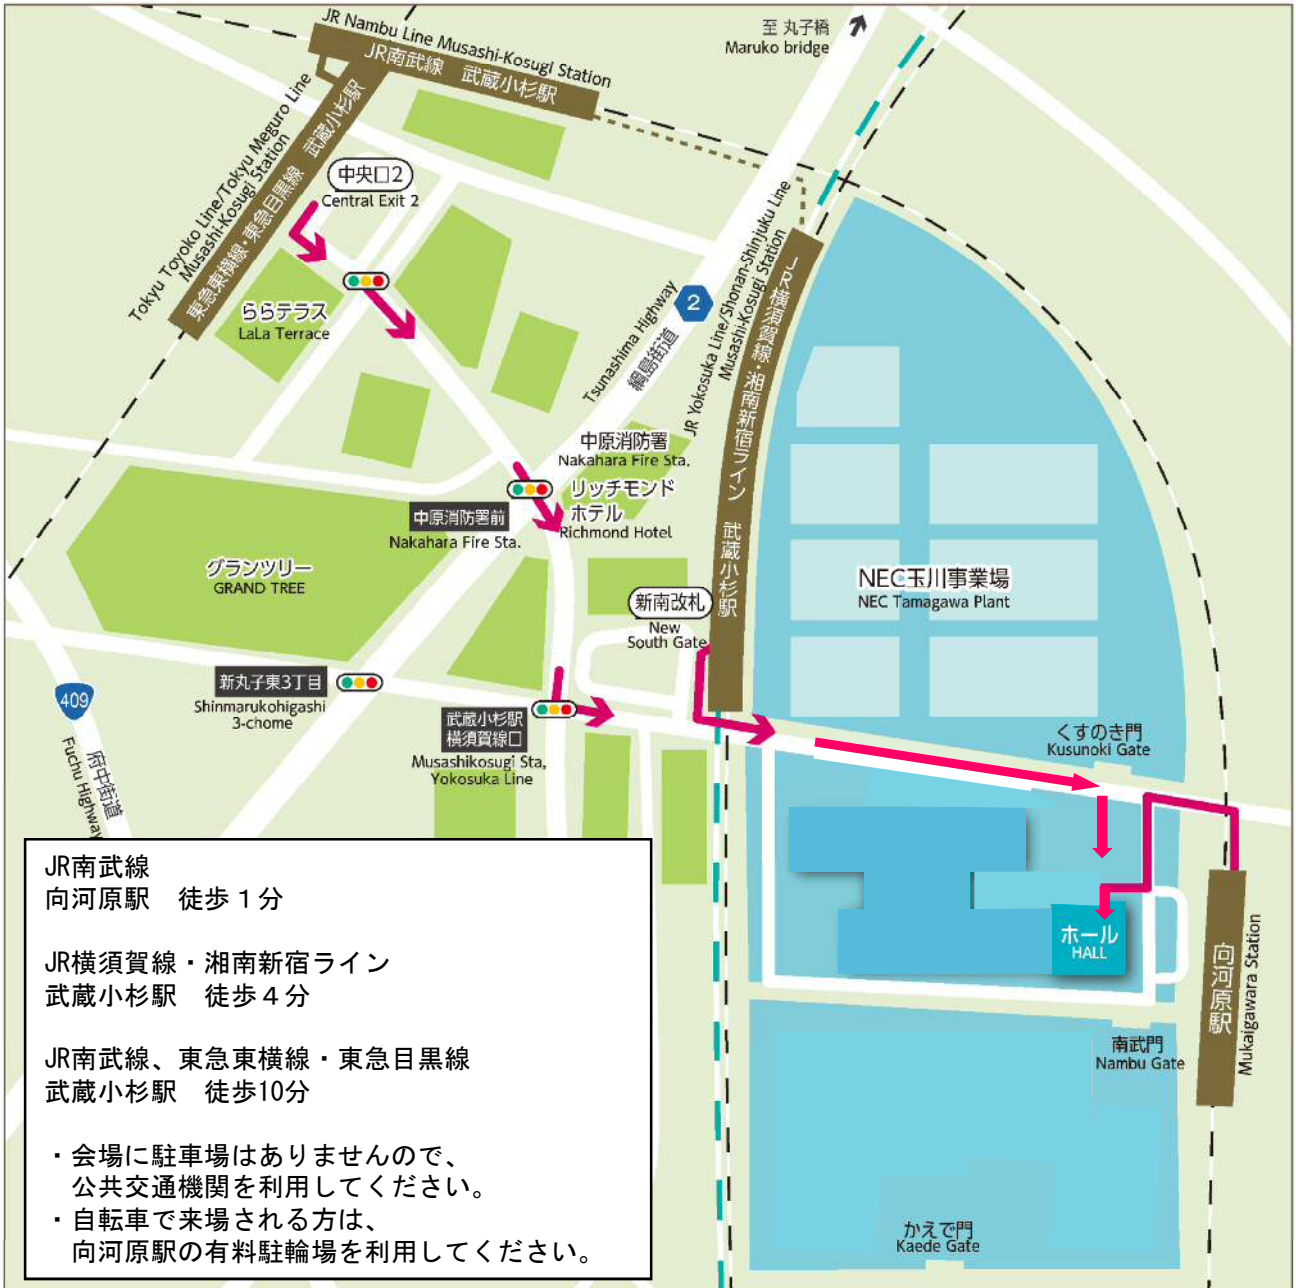 JR Nambu Line Musashi-Kosugi Station
JR南武線 武蔵小杉駅
至 丸子橋
Maruko bridge
Tokyu Toyoko Line/Tokyu Meguro Line
Musashi-Kosugi Station
東急東横線・東急目黒線 武蔵小杉駅
中央口2
Central Exit 2
ららテラス
LaLa Terrace
Tsunashima Highway
綱島街道
2
JR Yokosuka Line/Shonan-Shinjuku Line
Musashi-Kosugi Station
JR横須賀線・湘南新宿ライン 武蔵小杉駅
中原消防署
Nakahara Fire Sta.
リッチモンド
ホテル
Richmond Hotel
中原消防署前
Nakahara Fire Sta.
グランツリー
GRAND TREE
NEC玉川事業場
NEC Tamagawa Plant
新南改札
New
South Gate
新丸子東3丁目
Shinmarukohigashi
3-chome
409
府中街道
Fuchu Highway
武蔵小杉駅
横須賀線口
Musashikosugi Sta,
Yokosuka Line
くすのき門
Kusunoki Gate
ホール
HALL
向河原駅
Mukaigawara Station
南武門
Nambu Gate
かえで門
Kaede Gate
JR南武線
向河原駅 徒歩1分
JR横須賀線・湘南新宿ライン
武蔵小杉駅 徒歩4分
JR南武線、東急東横線・東急目黒線
武蔵小杉駅 徒歩10分
・会場に駐車場はありませんので、
公共交通機関を利用してください。
・自転車で来場される方は、
向河原駅の有料駐輪場を利用してください。